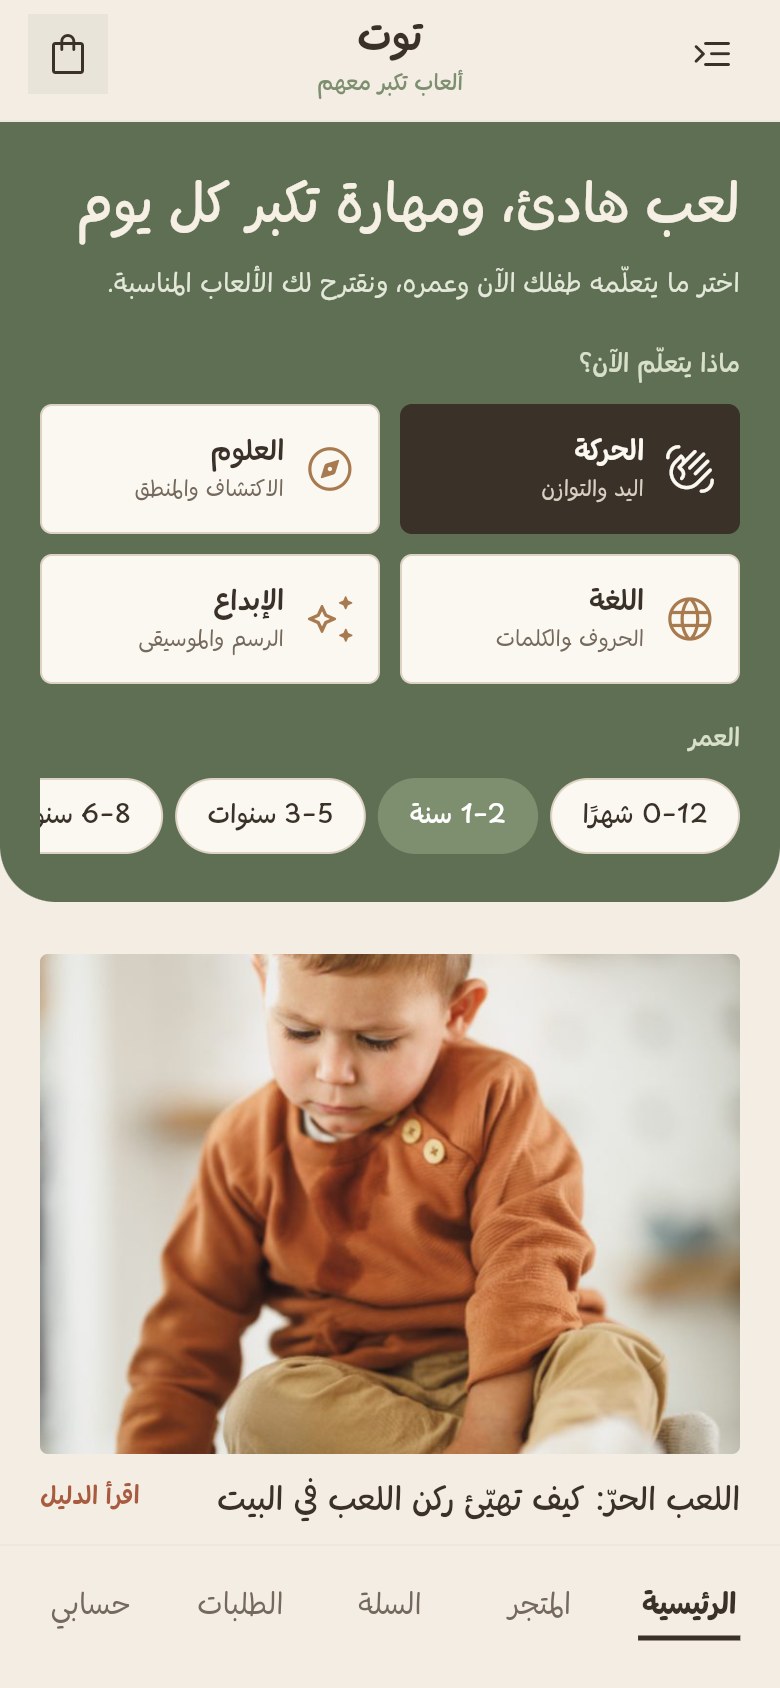 توت
ألعاب تكبر معهم
لعب هادئ، ومهارة تكبر كل يوم
اختر ما يتعلّمه طفلك الآن وعمره، ونقترح لك الألعاب المناسبة.
ماذا يتعلّم الآن؟
الحركة
اليد والتوازن
العلوم
الاكتشاف والمنطق
اللغة
الحروف والكلمات
الإبداع
الرسم والموسيقى
العمر
0–12 شهرًا
1–2 سنة
3–5 سنوات
6–8 سنو
اللعب الحرّ: كيف تهيّئ ركن اللعب في البيت
اقرأ الدليل
الرئيسية
المتجر
السلة
الطلبات
حسابي